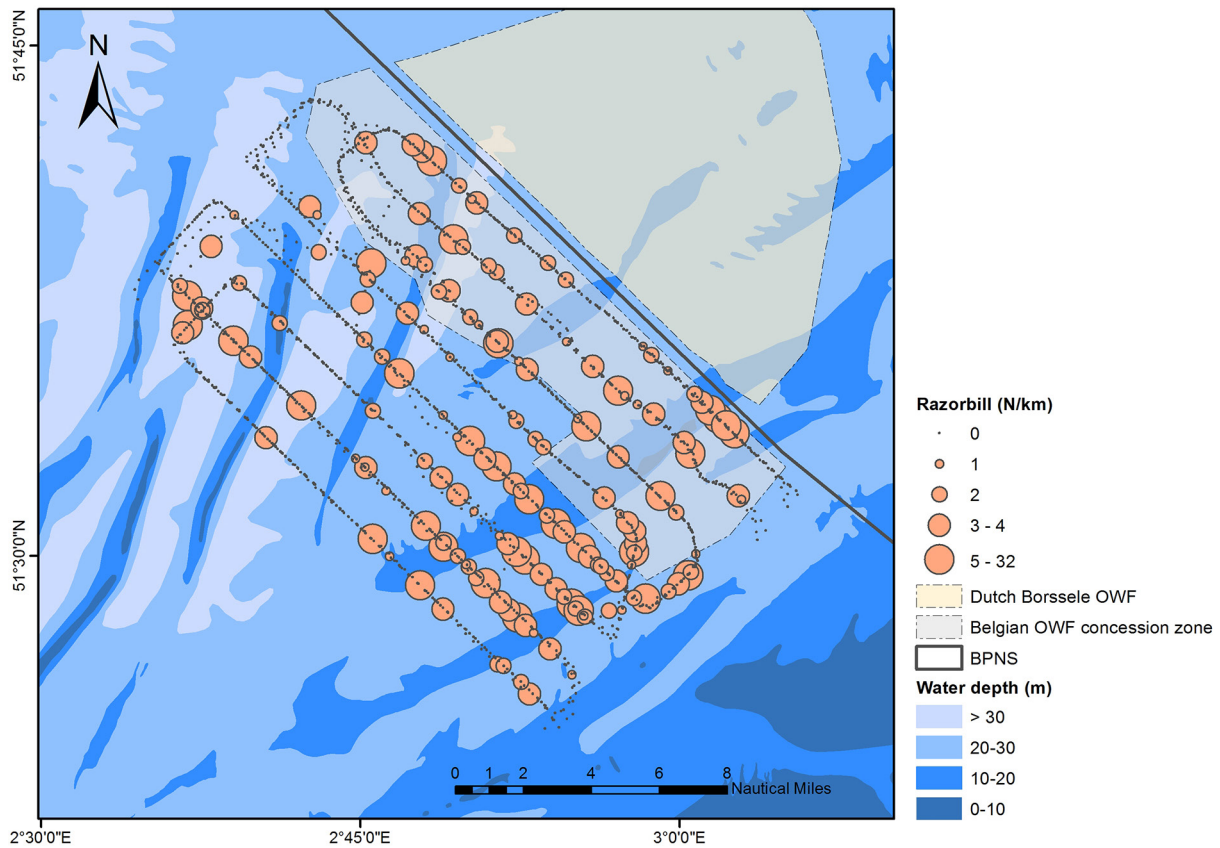 51°45'0"N
N
51°30'0"N
2°30'0"E
2°45'0"E
3°0'0"E
0 1 2 4 6 8
Nautical Miles
Razorbill (N/km)
0
1
2
3 - 4
5 - 32
Dutch Borssele OWF
Belgian OWF concession zone
BPNS
Water depth (m)
> 30
20-30
10-20
0-10